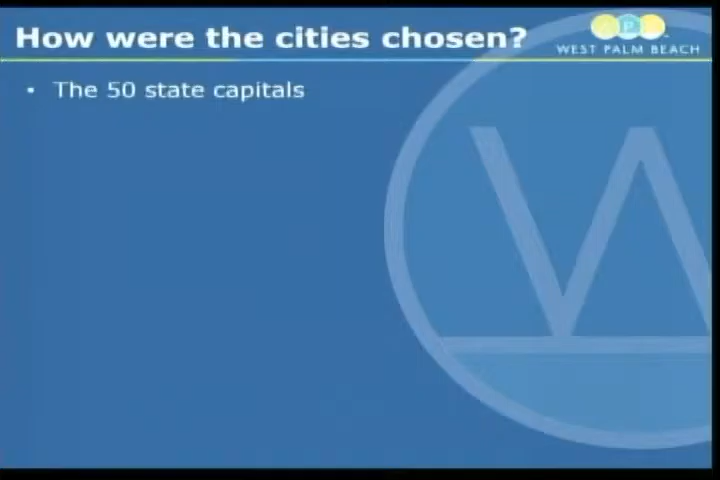 How were the cities chosen?
WEST PALM BEACH
• The 50 state capitals